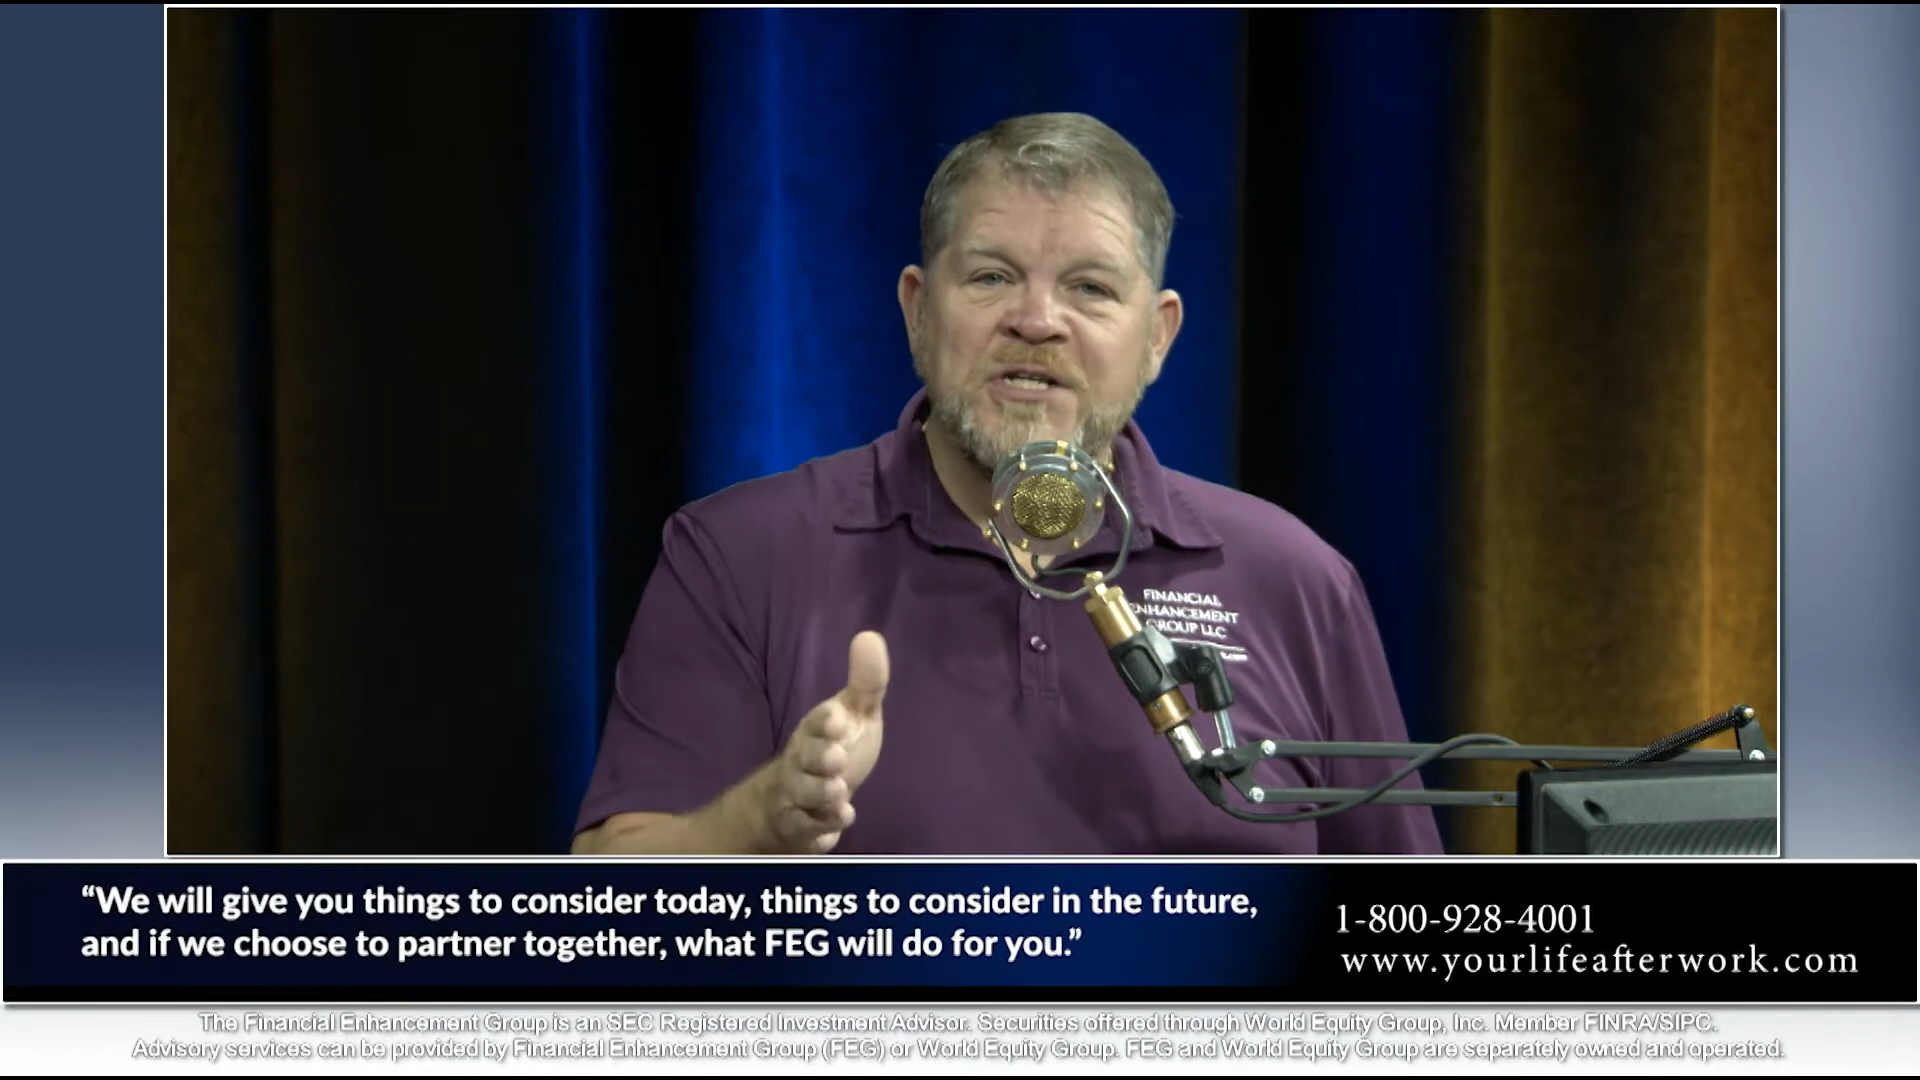 FINANCIAL
ENHANCEMENT
GROUP LLC
“We will give you things to consider today, things to consider in the future,
and if we choose to partner together, what FEG will do for you.”
1-800-928-4001
www.yourlifeafterwork.com
The Financial Enhancement Group is an SEC Registered Investment Advisor. Securities offered through World Equity Group, Inc. Member FINRA/SIPC.
Advisory services can be provided by Financial Enhancement Group (FEG) or World Equity Group. FEG and World Equity Group are separately owned and operated.